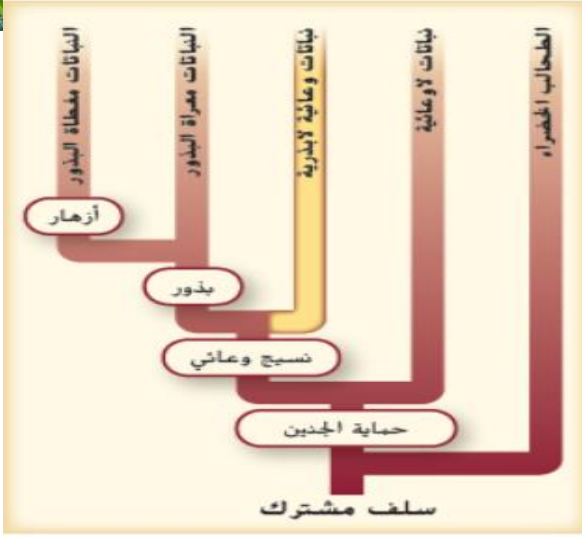 الطحالب الخضراء
نباتات لاوعائية
نباتات وعائية لابذرية
النباتات معراة البذور
النباتات مغطاة البذور
أزهار
بذور
نسيج وعائي
حماية الجنين
سلف مشترك